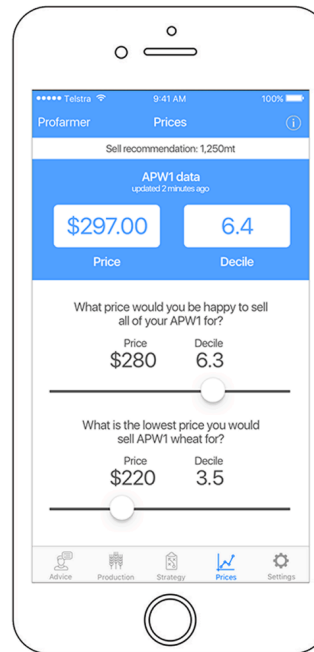 Telstra 9:41 AM 100%
Profarmer Prices
Sell recommendation: 1,250mt
APW1 data
updated 2 minutes ago
$297.00 6.4
Price Decile
What price would you be happy to sell
all of your APW1 for?
Price Decile
$280 6.3
What is the lowest price you would
sell APW1 wheat for?
Price Decile
$220 3.5
Advice Production Strategy Prices Settings